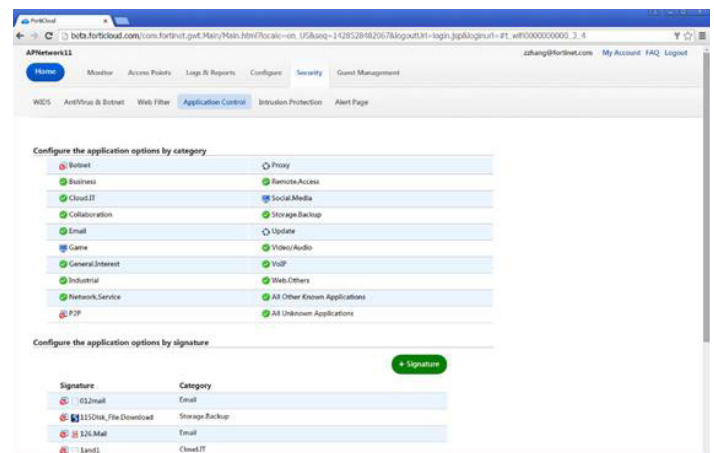 FortiCloud
beta.forticloud.com/com.fortinet.gwt.Main/Main.html?locale=en_US&seq=1428528482067&logoutUrl=login.jsp&loginurl=#t_wifi0000000000_3_4
APNetwork11
zzhang@fortinet.com My Account FAQ Logout
Home Monitor Access Points Logs & Reports Configure Security Guest Management
WIDS AntiVirus & Botnet Web Filter Application Control Intrusion Protection Alert Page
Configure the application options by category
Botnet Proxy
Business Remote.Access
Cloud.IT Social.Media
Collaboration Storage.Backup
Email Update
Game Video/Audio
General.Interest VoIP
Industrial Web.Others
Network.Service All Other Known Applications
P2P All Unknown Applications
Configure the application options by signature
+ Signature
Signature Category
012mail Email
115Disk_File.Download Storage.Backup
126.Mail Email
1and1 Cloud.IT